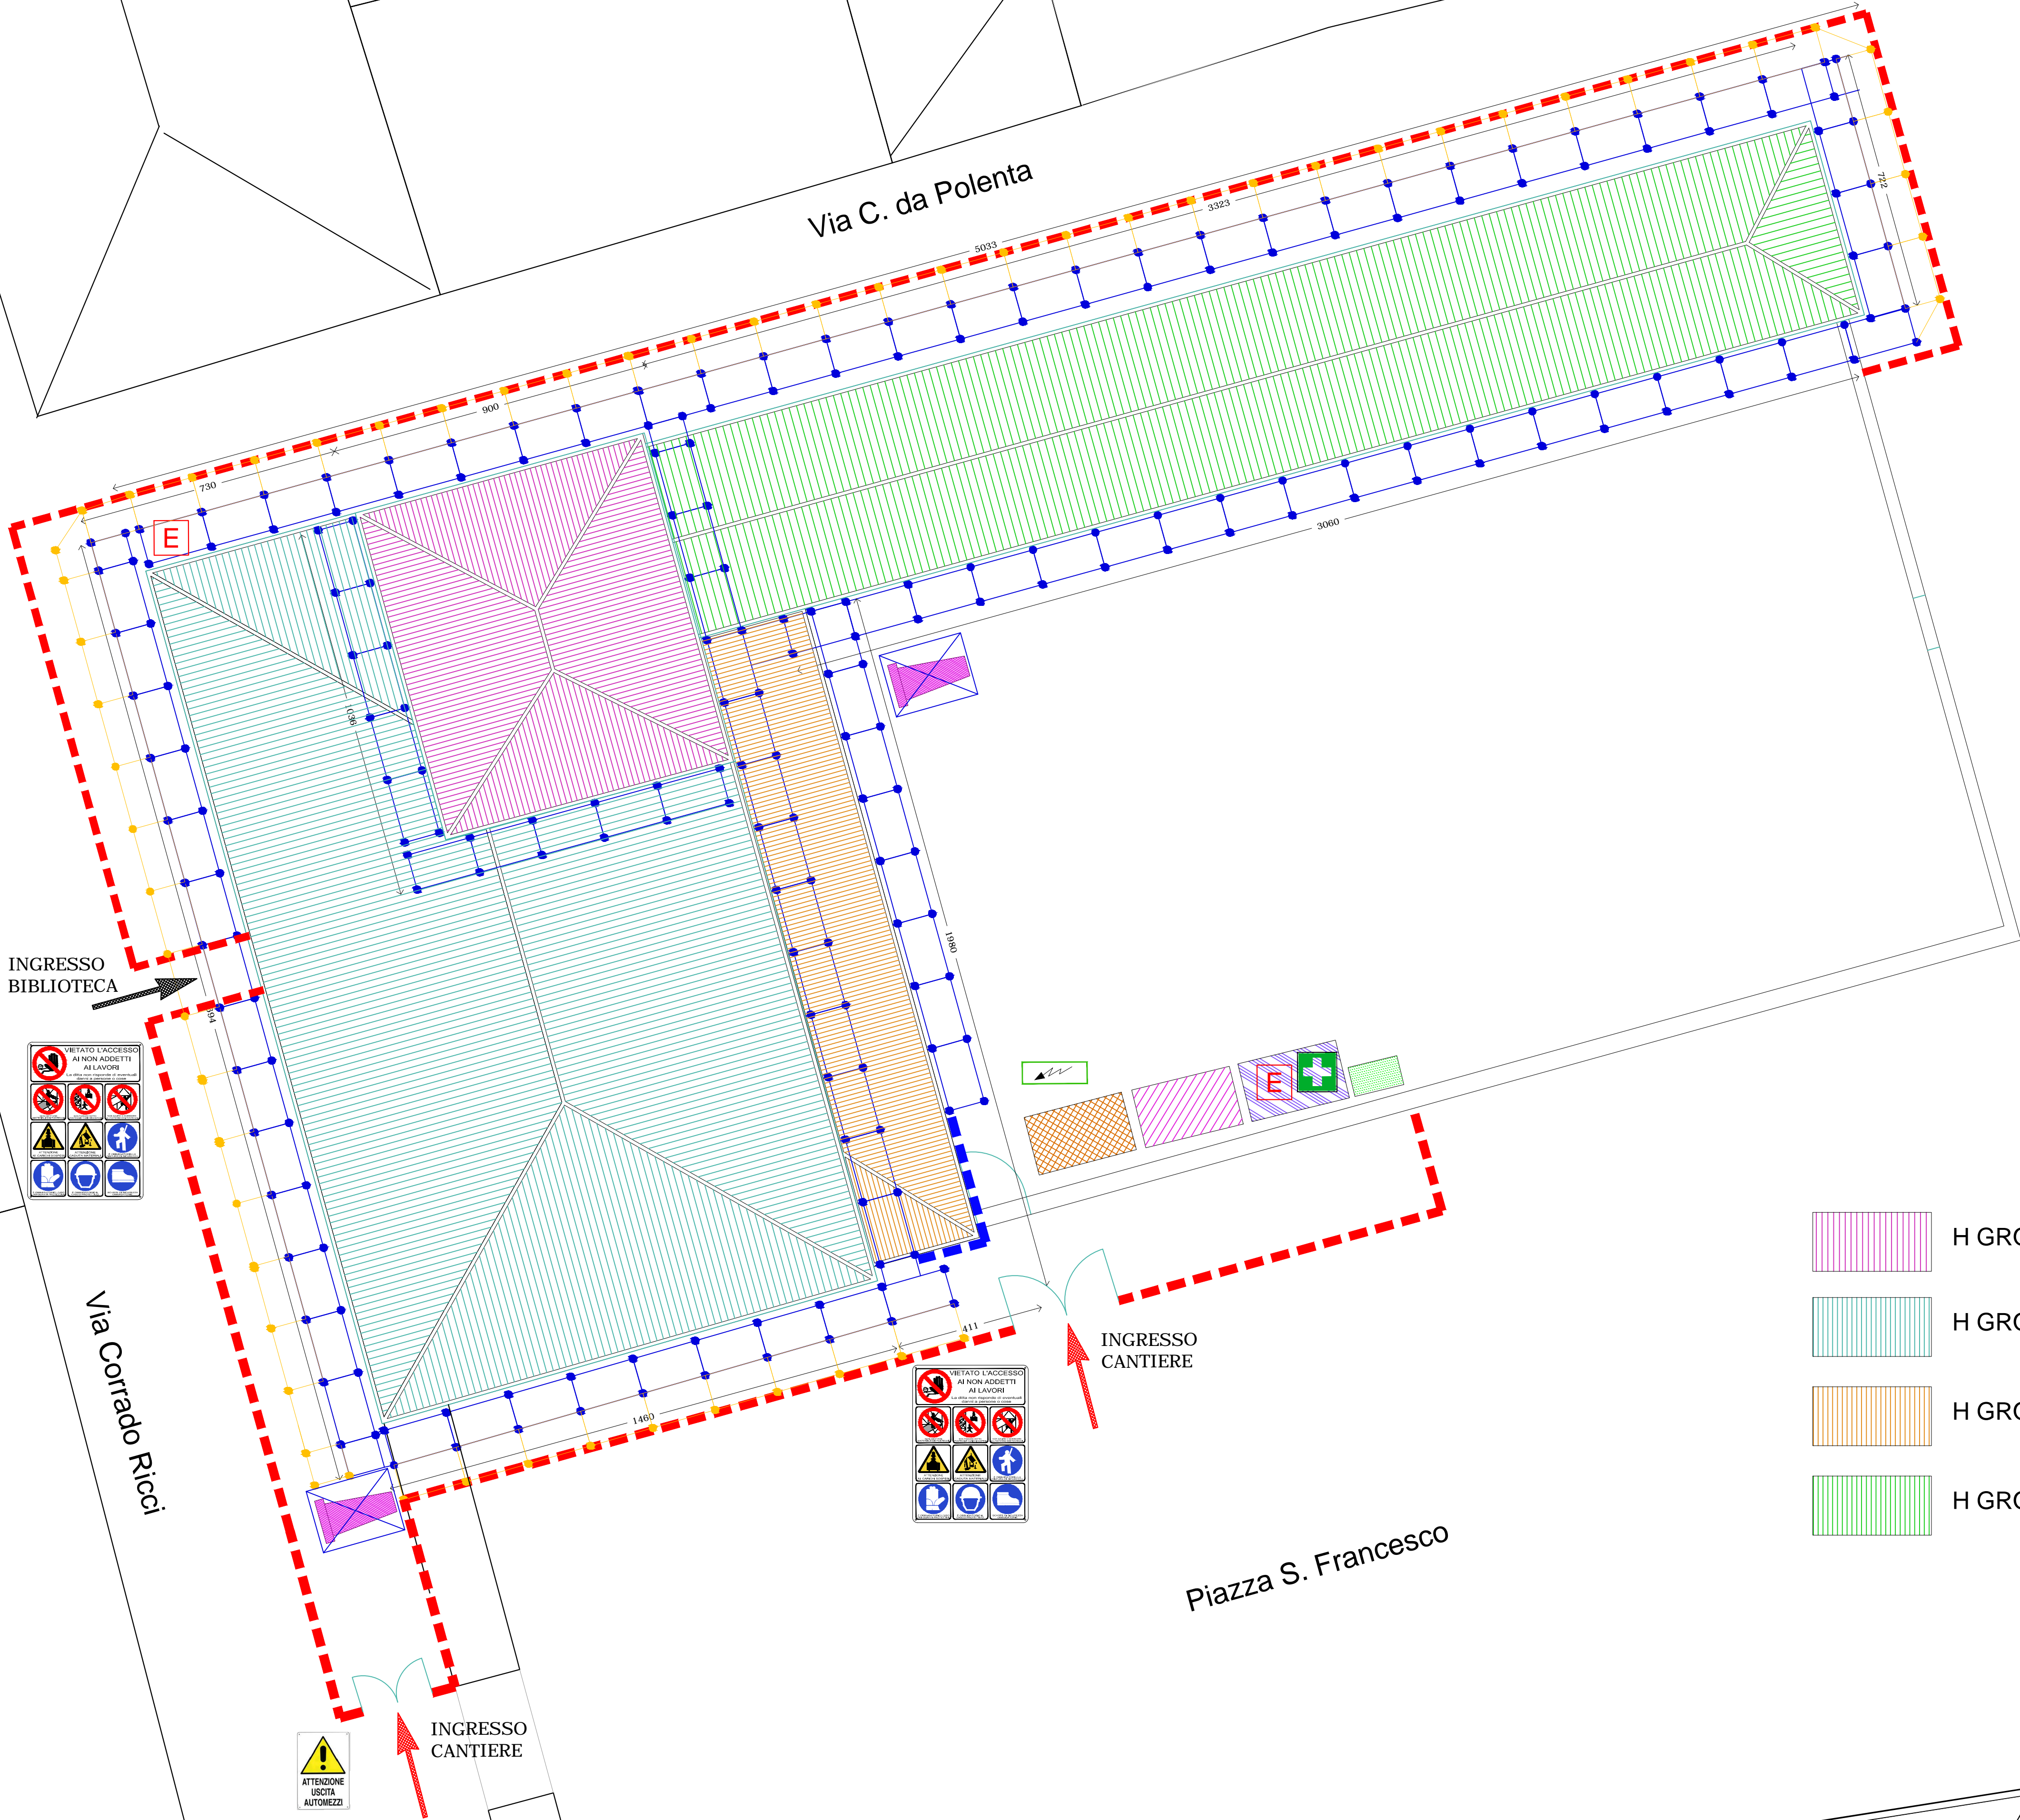 Via C. da Polenta
5033
3323
722
900
730
E
3060
1036
1980
INGRESSO
BIBLIOTECA
VIETATO L'ACCESSO
AI NON ADDETTI
AI LAVORI
E
H GRO
Via Corrado Ricci
INGRESSO
CANTIERE
H GRO
411
VIETATO L'ACCESSO
AI NON ADDETTI
AI LAVORI
1460
H GRO
H GRO
Piazza S. Francesco
INGRESSO
CANTIERE
ATTENZIONE
USCITA
AUTOMEZZI